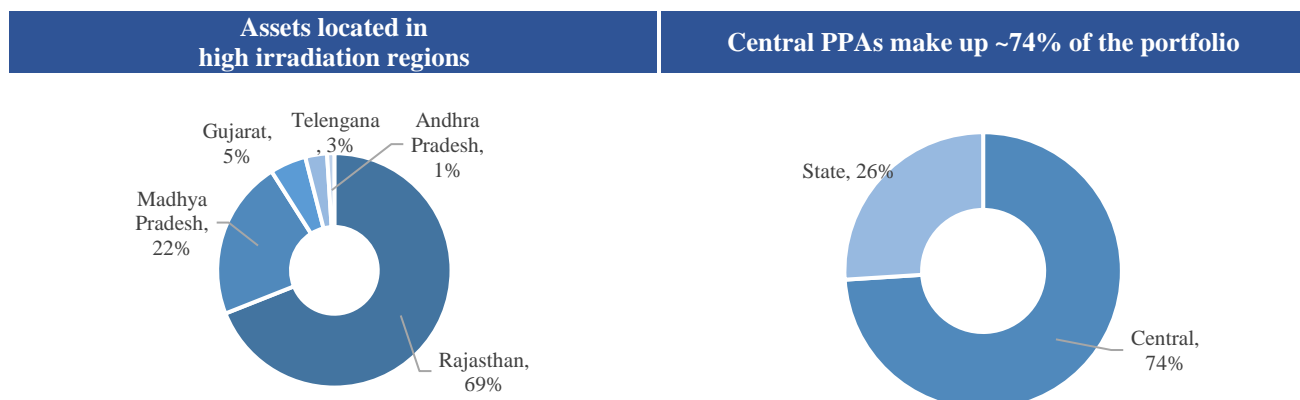 Assets located in
high irradiation regions
Central PPAs make up ~74% of the portfolio
Gujarat,
5%
Telengana
, 3%
Andhra
Pradesh,
1%
Madhya
Pradesh,
22%
Rajasthan,
69%
State, 26%
Central,
74%